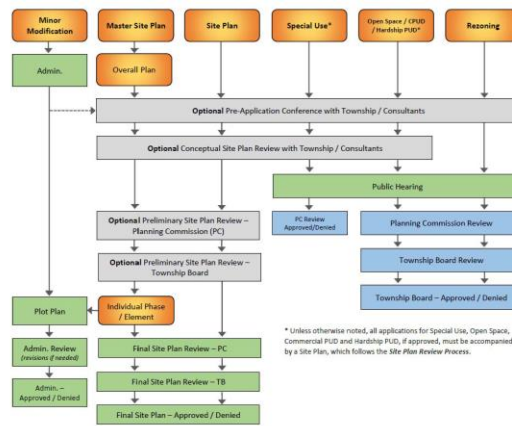 Minor
Modification
Master Site Plan
Site Plan
Special Use*
Open Space / CPUD
/ Hardship PUD*
Rezoning
Admin.
Overall Plan
Optional Pre-Application Conference with Township / Consultants
Optional Conceptual Site Plan Review with Township / Consultants
Public Hearing
Optional Preliminary Site Plan Review –
Planning Commission (PC)
PC Review
Approved/Denied
Planning Commission Review
Optional Preliminary Site Plan Review –
Township Board
Township Board Review
Township Board – Approved / Denied
Plot Plan
Individual Phase
/ Element
Admin. Review
(revisions if needed)
Final Site Plan Review – PC
Admin. –
Approved / Denied
Final Site Plan Review – TB
Final Site Plan – Approved / Denied
* Unless otherwise noted, all applications for Special Use, Open Space,
Commercial PUD and Hardship PUD, if approved, must be accompanied
by a Site Plan, which follows the Site Plan Review Process.